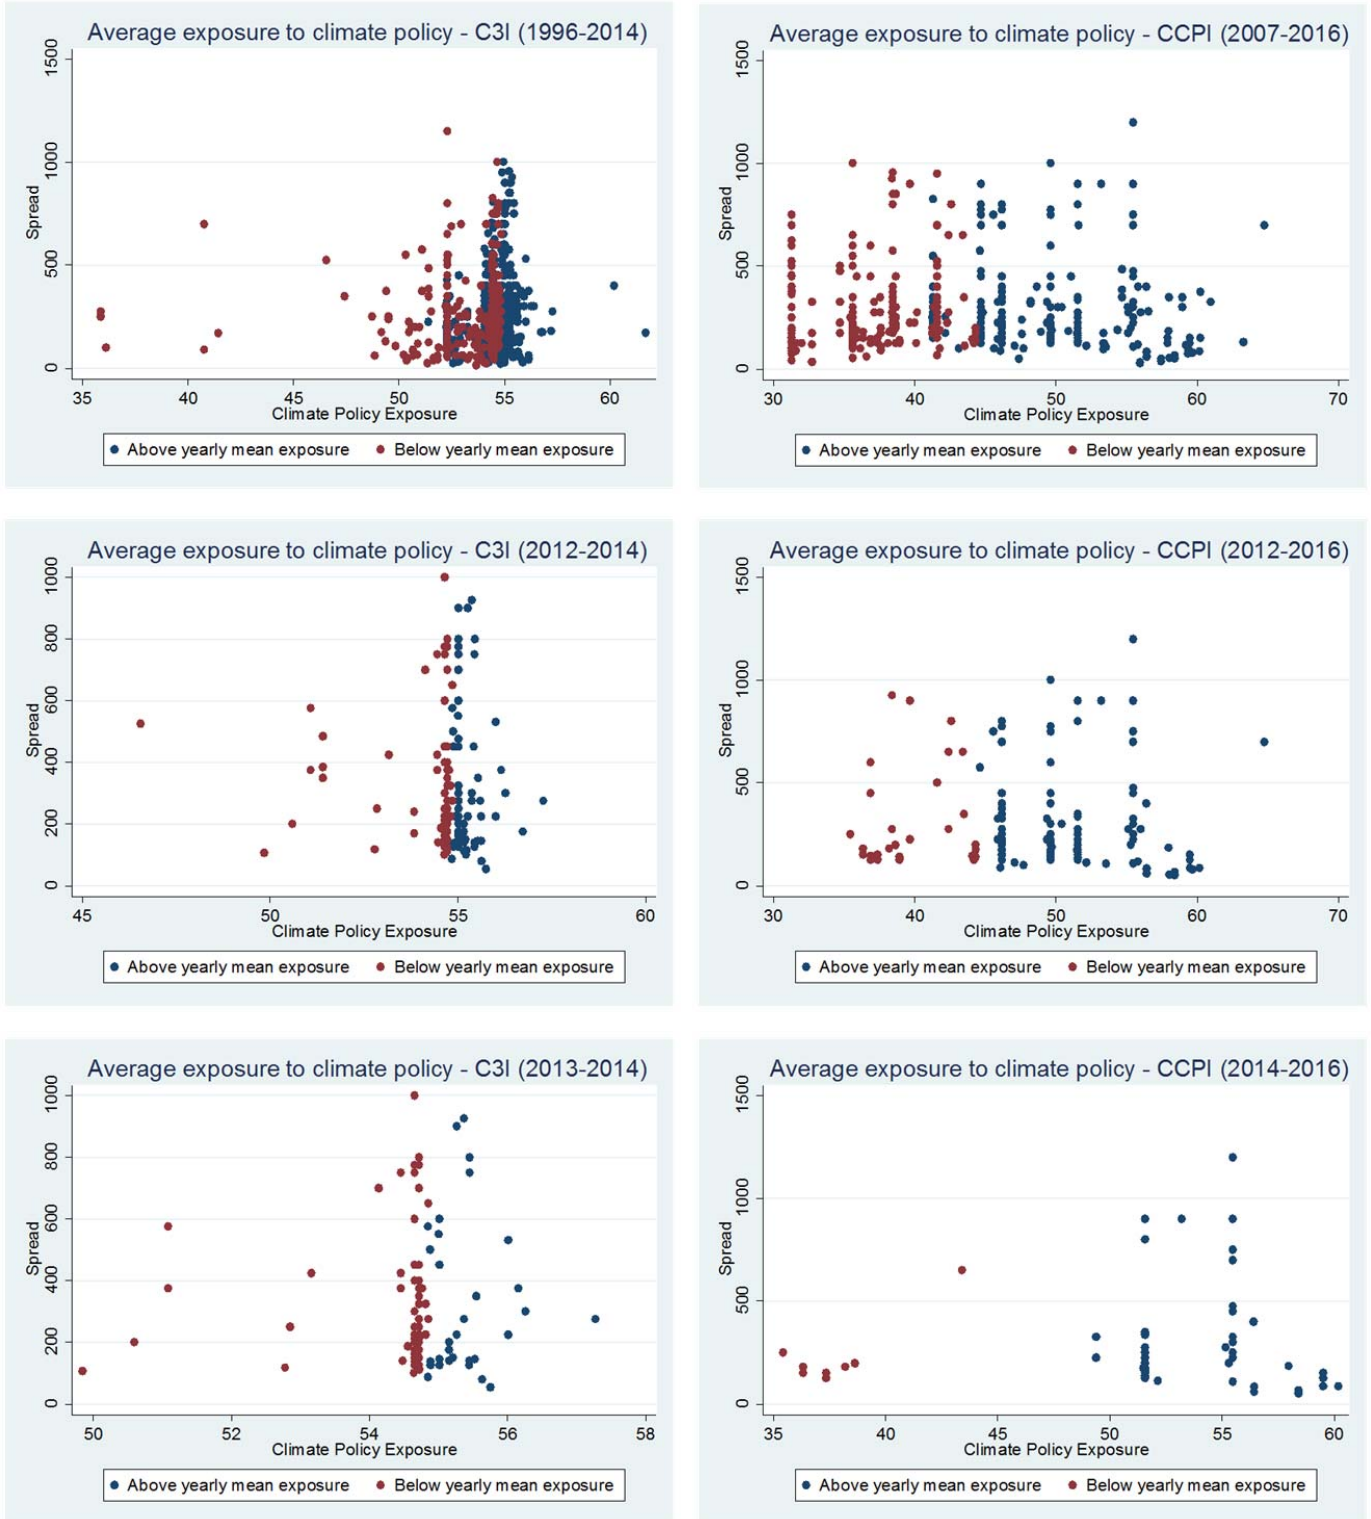 Average exposure to climate policy - C3I (1996-2014)
Spread
1500
1000
500
0
35 40 45 50 55 60
Climate Policy Exposure
Above yearly mean exposure Below yearly mean exposure
Average exposure to climate policy - CCPI (2007-2016)
Spread
1500
1000
500
0
30 40 50 60 70
Climate Policy Exposure
Above yearly mean exposure Below yearly mean exposure
Average exposure to climate policy - C3I (2012-2014)
Spread
1000
800
600
400
200
0
45 50 55 60
Climate Policy Exposure
Above yearly mean exposure Below yearly mean exposure
Average exposure to climate policy - CCPI (2012-2016)
Spread
1500
1000
500
0
30 40 50 60 70
Climate Policy Exposure
Above yearly mean exposure Below yearly mean exposure
Average exposure to climate policy - C3I (2013-2014)
Spread
1000
800
600
400
200
0
50 52 54 56 58
Climate Policy Exposure
Above yearly mean exposure Below yearly mean exposure
Average exposure to climate policy - CCPI (2014-2016)
Spread
1500
1000
500
0
35 40 45 50 55 60
Climate Policy Exposure
Above yearly mean exposure Below yearly mean exposure